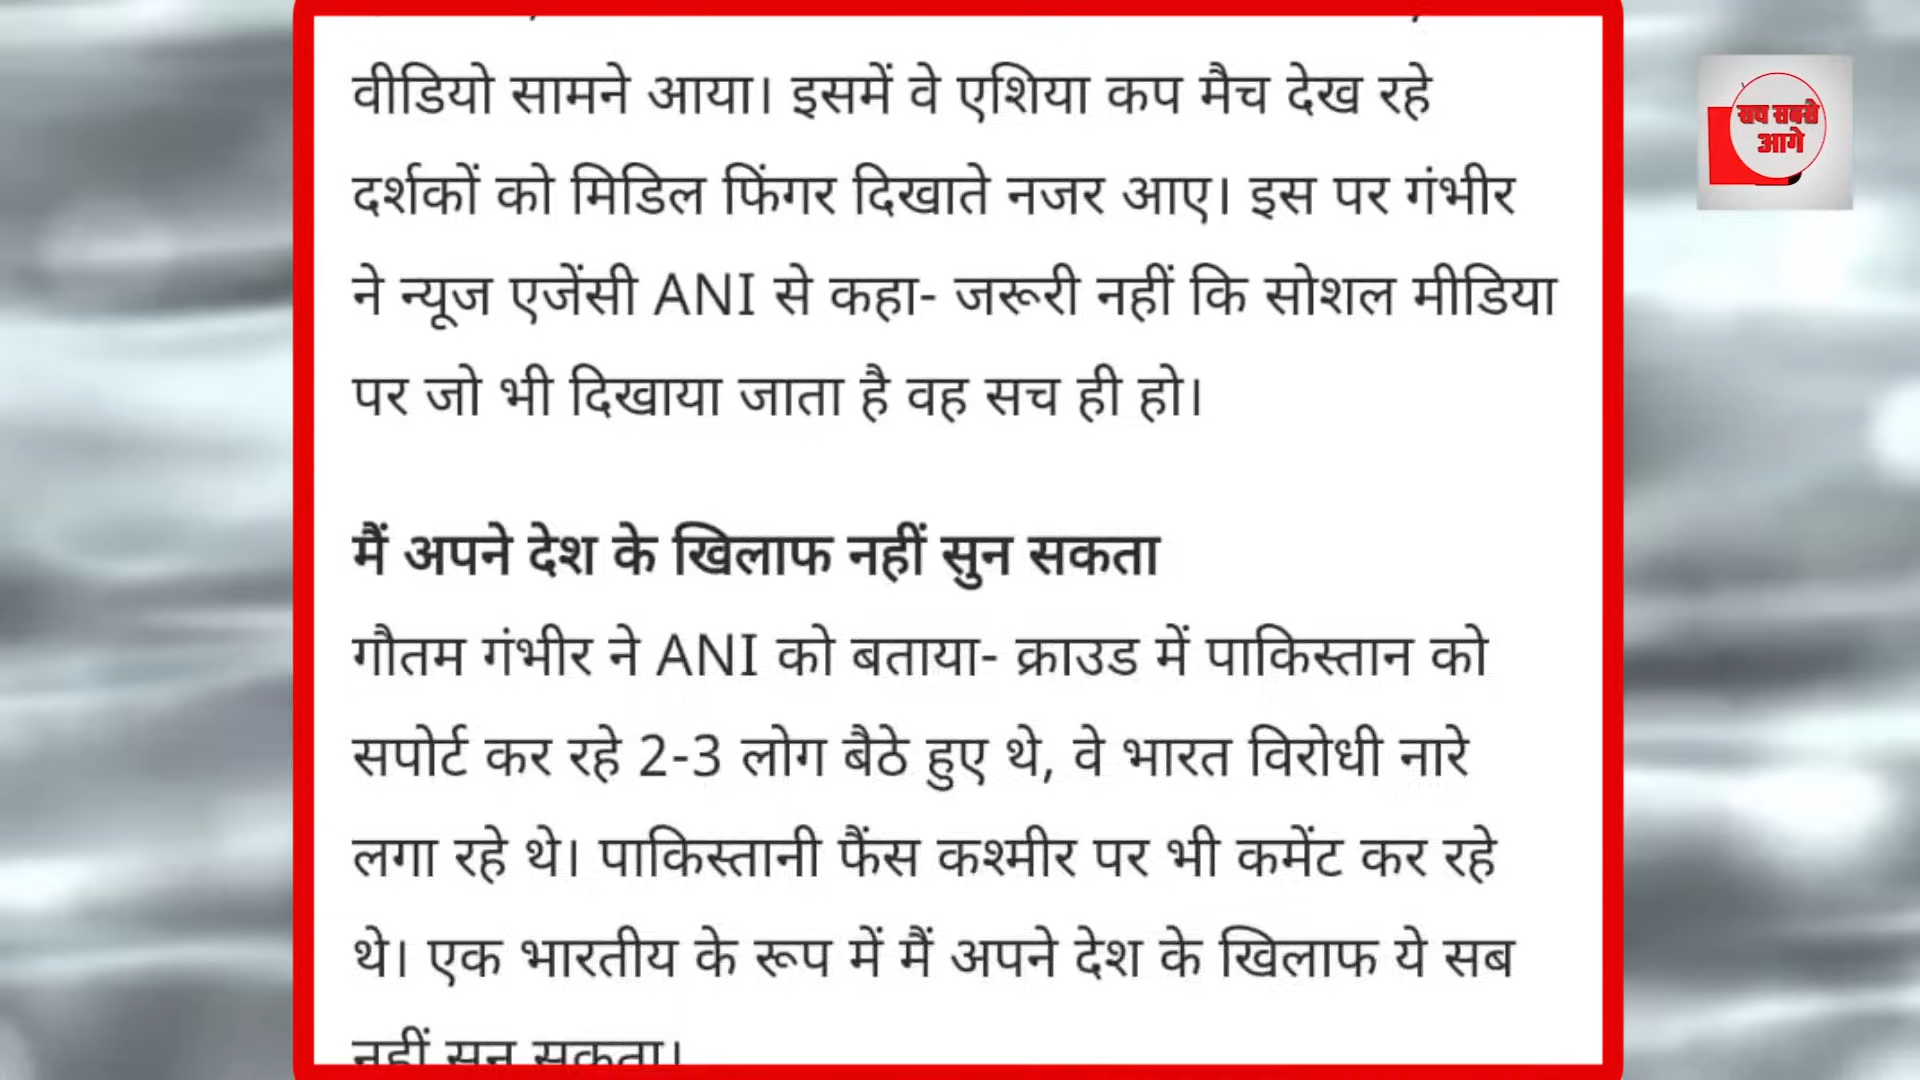 वीडियो सामने आया। इसमें वे एशिया कप मैच देख रहे
दर्शकों को मिडिल फिंगर दिखाते नजर आए। इस पर गंभीर
ने न्यूज एजेंसी ANI से कहा- जरूरी नहीं कि सोशल मीडिया
पर जो भी दिखाया जाता है वह सच ही हो।
मैं अपने देश के खिलाफ नहीं सुन सकता
गौतम गंभीर ने ANI को बताया- क्राउड में पाकिस्तान को
सपोर्ट कर रहे 2-3 लोग बैठे हुए थे, वे भारत विरोधी नारे
लगा रहे थे। पाकिस्तानी फैंस कश्मीर पर भी कमेंट कर रहे
थे। एक भारतीय के रूप में मैं अपने देश के खिलाफ ये सब
नहीं सुन सकता।
सच सबसे
आगे